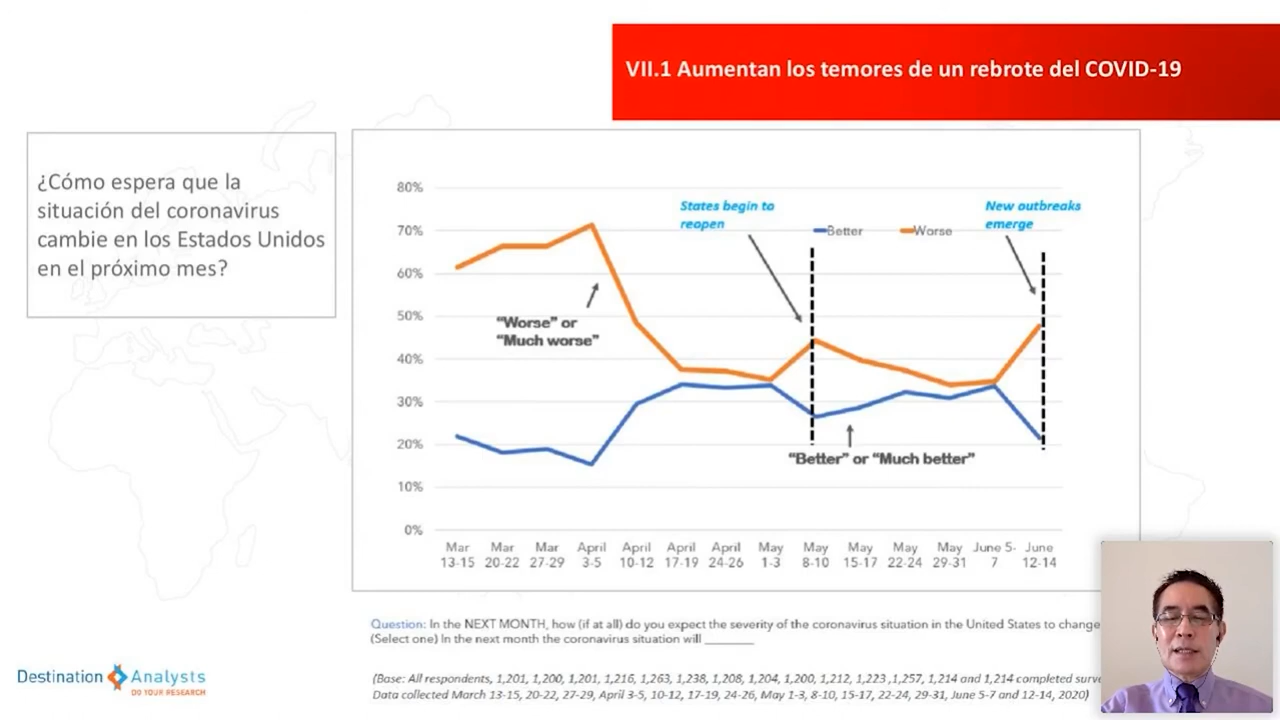 VII.1 Aumentan los temores de un rebrote del COVID-19
¿Cómo espera que la
situación del coronavirus
cambie en los Estados Unidos
en el próximo mes?
80%
70%
60%
50%
40%
30%
20%
10%
0%
States begin to
reopen
New outbreaks
emerge
Better
Worse
“Worse” or
“Much worse”
“Better” or “Much better”
Mar
13-15
Mar
20-22
Mar
27-29
April
3-5
April
10-12
April
17-19
April
24-26
May
1-3
May
8-10
May
15-17
May
22-24
May
29-31
June 5-
7
June
12-14
Question: In the NEXT MONTH, how (if at all) do you expect the severity of the coronavirus situation in the United States to change
(Select one) In the next month the coronavirus situation will ________
(Base: All respondents, 1,201, 1,200, 1,201, 1,216, 1,263, 1,238, 1,208, 1,204, 1,200, 1,212, 1,223 ,1,257, 1,214 and 1,214 completed surve
Data collected March 13-15, 20-22, 27-29, April 3-5, 10-12, 17-19, 24-26, May 1-3, 8-10, 15-17, 22-24, 29-31, June 5-7 and 12-14, 2020)
Destination Analysts
DO YOUR RESEARCH